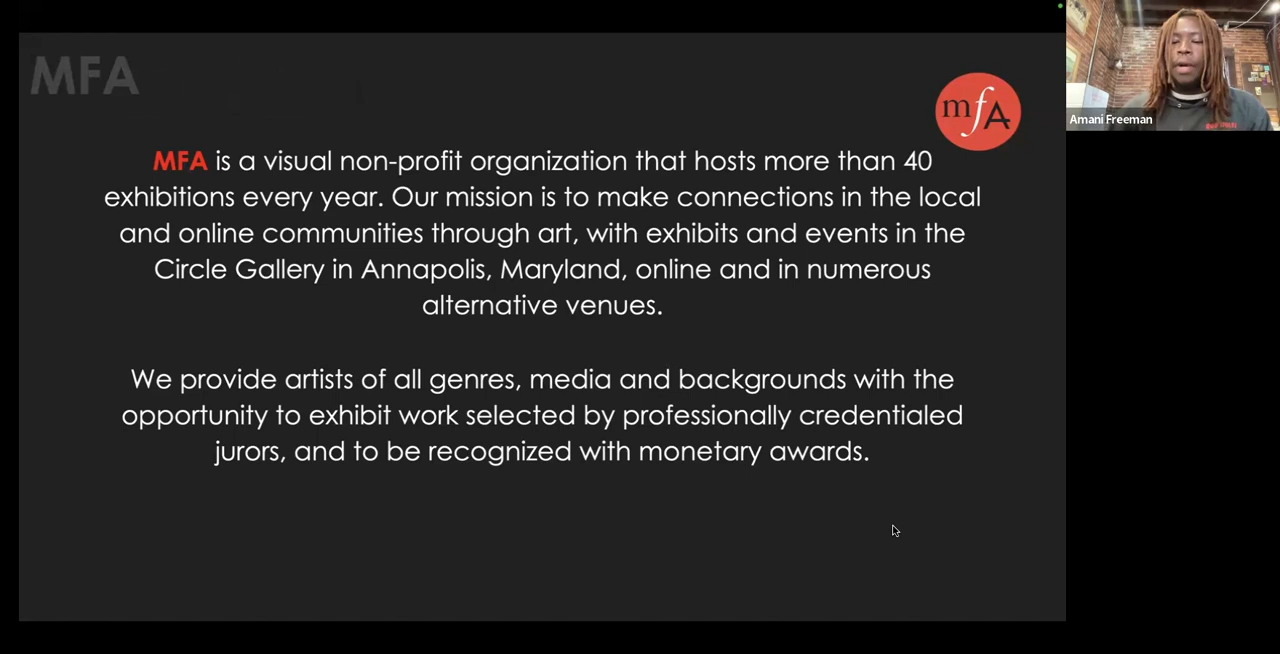 MFA
mfA
MFA is a visual non-profit organization that hosts more than 40
exhibitions every year. Our mission is to make connections in the local
and online communities through art, with exhibits and events in the
Circle Gallery in Annapolis, Maryland, online and in numerous
alternative venues.
We provide artists of all genres, media and backgrounds with the
opportunity to exhibit work selected by professionally credentialed
jurors, and to be recognized with monetary awards.
Amani Freeman